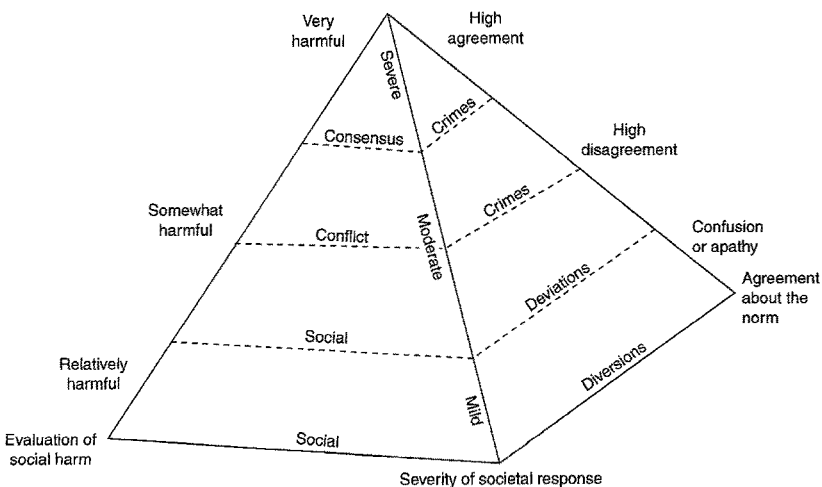 Very
harmful
High
agreement
Severe
Consensus
Crimes
High
disagreement
Somewhat
harmful
Conflict
Moderate
Crimes
Confusion
or apathy
Agreement
about the
norm
Relatively
harmful
Social
Deviations
Mild
Diversions
Evaluation of
social harm
Social
Severity of societal response